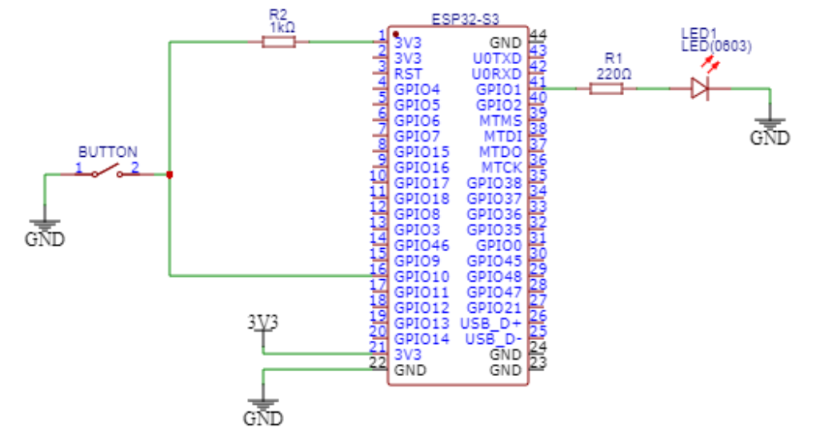 R2
1kΩ
BUTTON
1 2
GND
ESP32-S3
1 3V3 GND 44
2 3V3 U0TXD 43
3 RST U0RXD 42
4 GPIO4 GPIO1 41
5 GPIO5 GPIO2 40
6 GPIO6 MTMS 39
7 GPIO7 MTDI 38
8 GPIO15 MTDO 37
9 GPIO16 MTCK 36
10 GPIO17 GPIO38 35
11 GPIO18 GPIO37 34
12 GPIO8 GPIO36 33
13 GPIO3 GPIO35 32
14 GPIO46 GPIO0 31
15 GPIO9 GPIO45 30
16 GPIO10 GPIO48 29
17 GPIO11 GPIO47 28
18 GPIO12 GPIO21 27
19 GPIO13 USB_D+ 26
20 GPIO14 USB_D- 25
21 3V3 GND 24
22 GND GND 23
3V3
GND
R1
220Ω
LED1
LED(0603)
GND